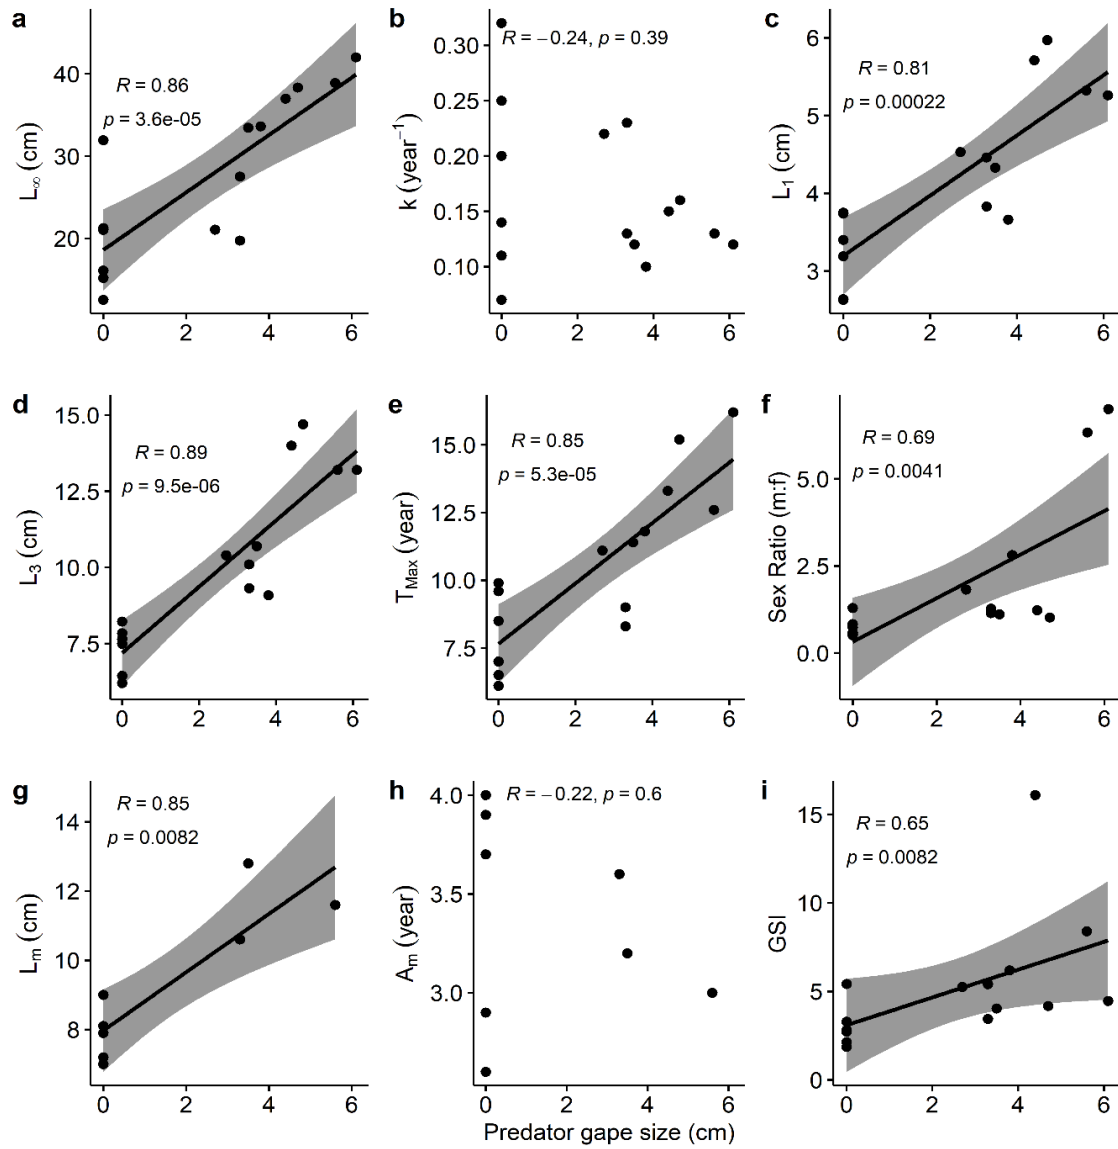 a
R = 0.86
p = 3.6e-05
L∞ (cm)
40
30
20
0 2 4 6
b
R = −0.24, p = 0.39
k (year⁻¹)
0.30
0.25
0.20
0.15
0.10
0 2 4 6
c
R = 0.81
p = 0.00022
L₁ (cm)
6
5
4
3
0 2 4 6
d
R = 0.89
p = 9.5e-06
L₃ (cm)
15.0
12.5
10.0
7.5
0 2 4 6
e
R = 0.85
p = 5.3e-05
TMax (year)
15.0
12.5
10.0
7.5
0 2 4 6
f
R = 0.69
p = 0.0041
Sex Ratio (m:f)
5.0
2.5
0.0
0 2 4 6
g
R = 0.85
p = 0.0082
Lm (cm)
14
12
10
8
0 2 4 6
h
R = −0.22, p = 0.6
Am (year)
4.0
3.5
3.0
0 2 4 6
Predator gape size (cm)
i
R = 0.65
p = 0.0082
GSI
15
10
5
0
0 2 4 6